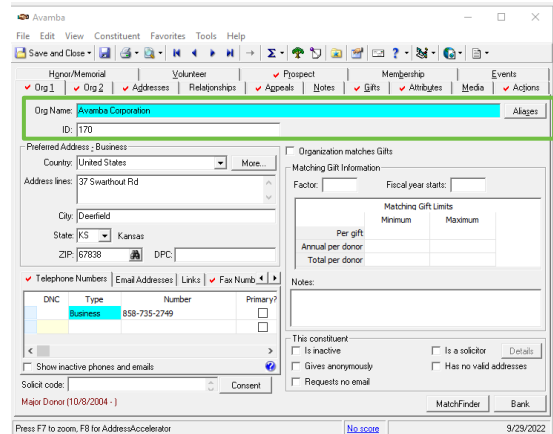 Avamba
File Edit View Constituent Favorites Tools Help
Save and Close
Honor/Memorial Volunteer Prospect Membership Events
Org 1 Org 2 Addresses Relationships Appeals Notes Gifts Attributes Media Actions
Org Name: Avamba Corporation Aliases
ID: 170
Preferred Address : Business
Country: United States More...
Address lines: 37 Swarthout Rd
City: Deerfield
State: KS Kansas
ZIP: 67838 DPC:
Organization matches Gifts
Matching Gift Information
Factor: Fiscal year starts:
Matching Gift Limits
Minimum Maximum
Per gift
Annual per donor
Total per donor
Notes:
Telephone Numbers Email Addresses Links Fax Numb
DNC Type Number Primary?
Business 858-735-2749
Show inactive phones and emails
Solicit code: Consent
Major Donor (10/8/2004 - )
This constituent
Is inactive Is a solicitor Details
Gives anonymously Has no valid addresses
Requests no email
MatchFinder Bank
Press F7 to zoom, F8 for AddressAccelerator No score 9/29/2022